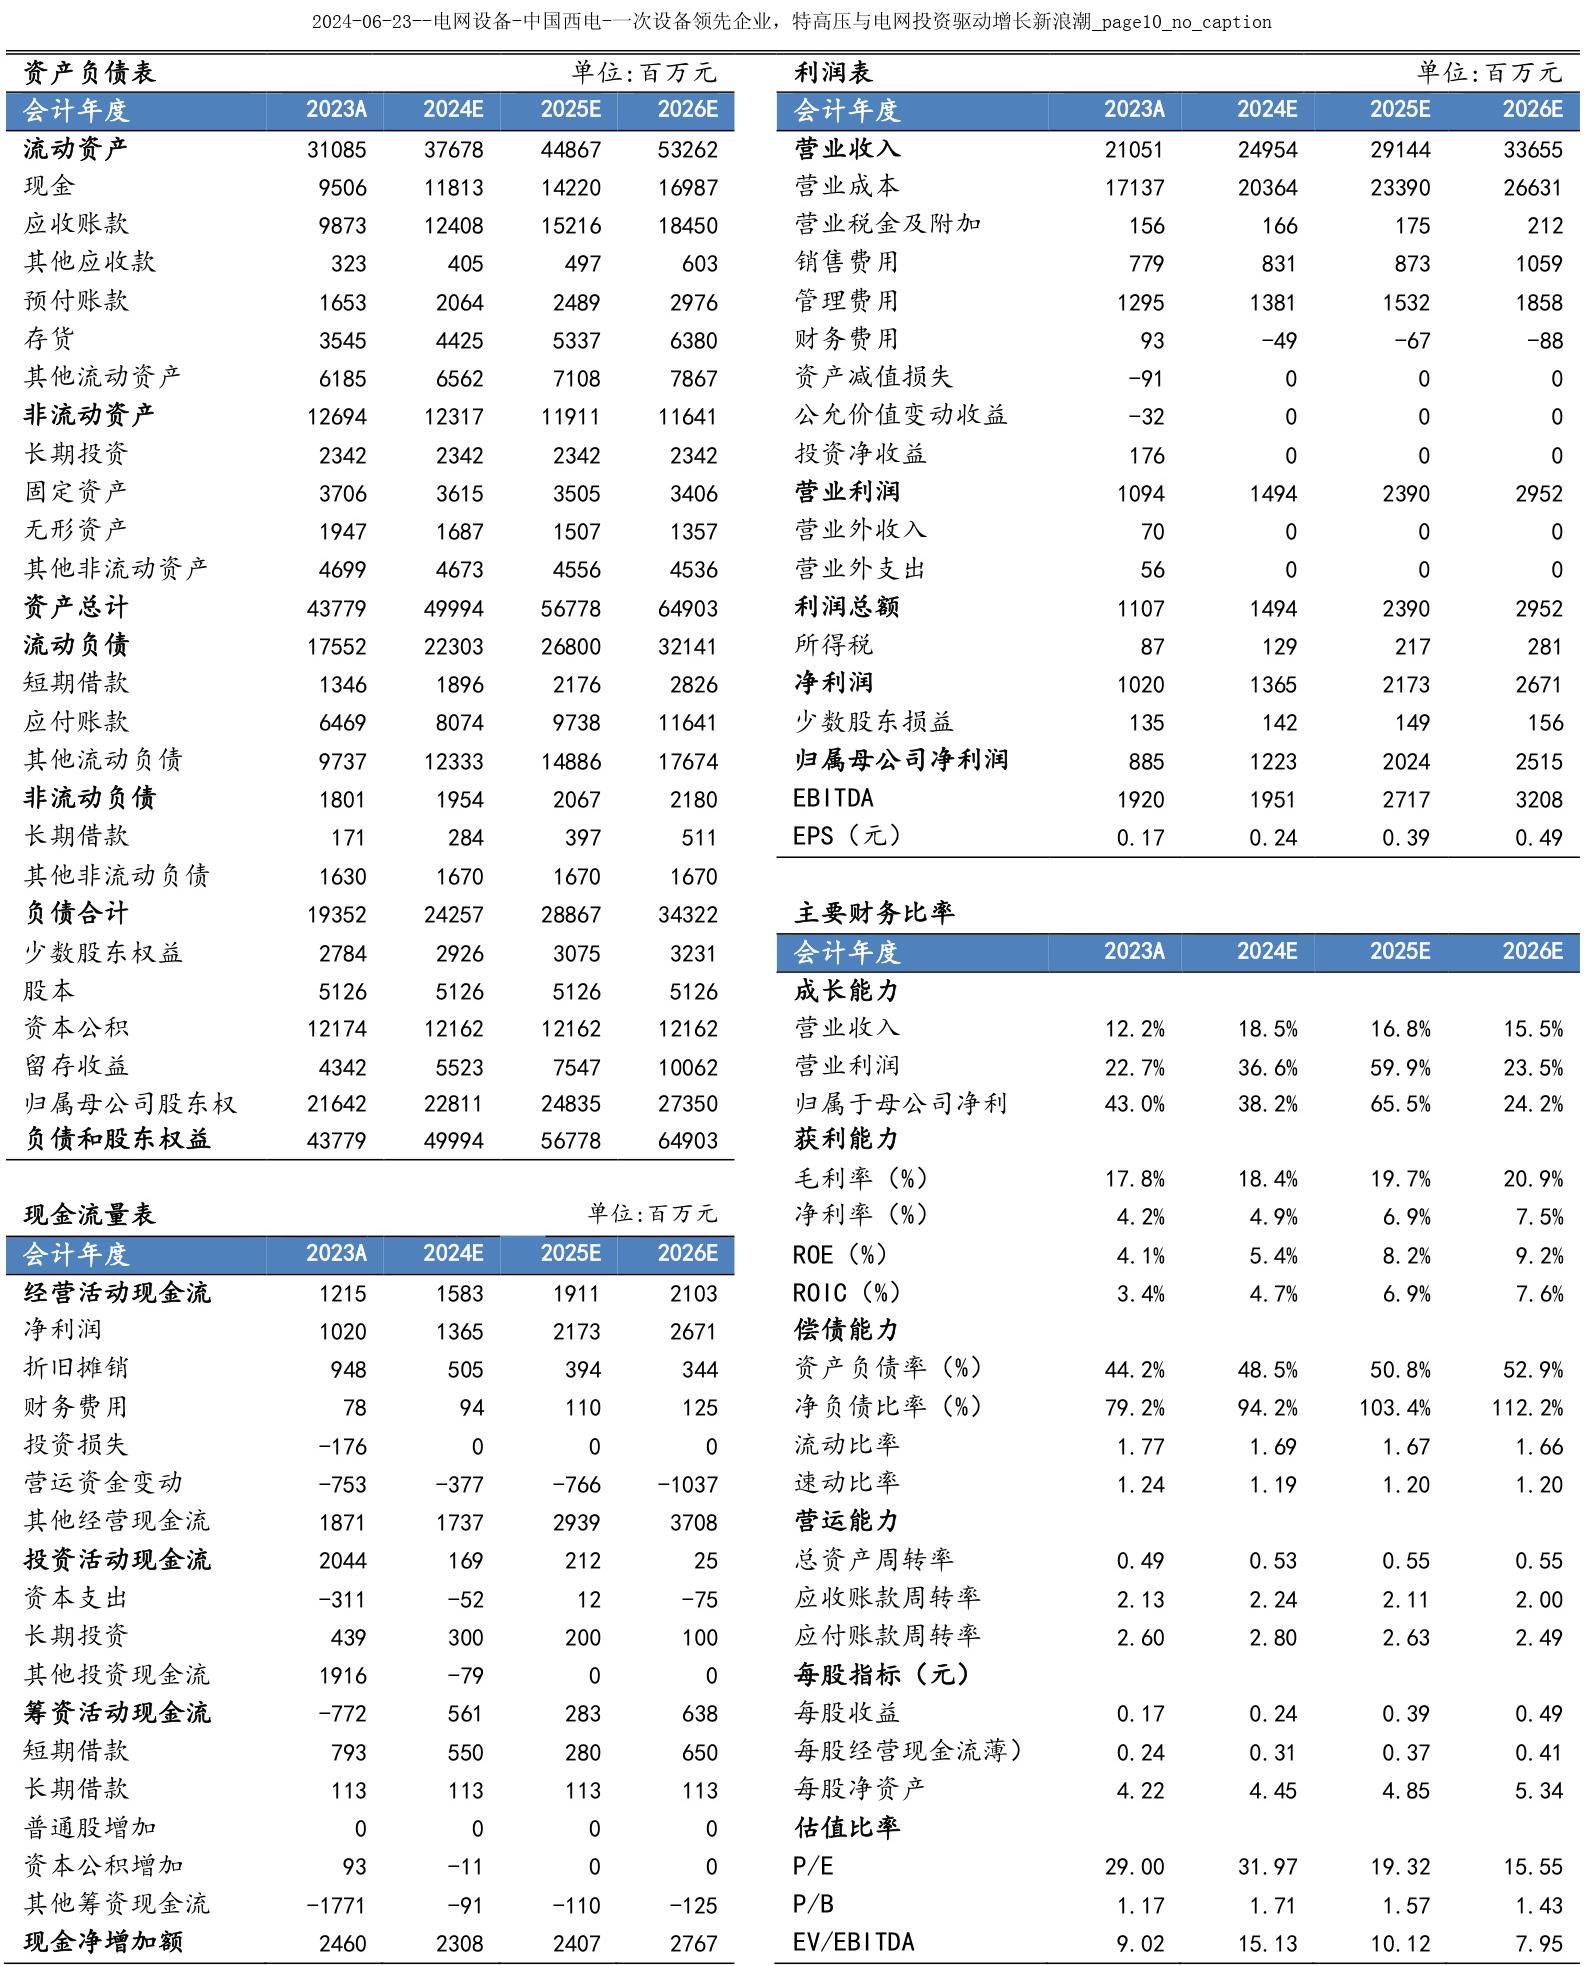 2024-06-23--电网设备-中国西电-一次设备领先企业，特高压与电网投资驱动增长新浪潮_page10_no_caption
资产负债表 单位:百万元
会计年度 2023A 2024E 2025E 2026E
流动资产 31085 37678 44867 53262
现金 9506 11813 14220 16987
应收账款 9873 12408 15216 18450
其他应收款 323 405 497 603
预付账款 1653 2064 2489 2976
存货 3545 4425 5337 6380
其他流动资产 6185 6562 7108 7867
非流动资产 12694 12317 11911 11641
长期投资 2342 2342 2342 2342
固定资产 3706 3615 3505 3406
无形资产 1947 1687 1507 1357
其他非流动资产 4699 4673 4556 4536
资产总计 43779 49994 56778 64903
流动负债 17552 22303 26800 32141
短期借款 1346 1896 2176 2826
应付账款 6469 8074 9738 11641
其他流动负债 9737 12333 14886 17674
非流动负债 1801 1954 2067 2180
长期借款 171 284 397 511
其他非流动负债 1630 1670 1670 1670
负债合计 19352 24257 28867 34322
少数股东权益 2784 2926 3075 3231
股本 5126 5126 5126 5126
资本公积 12174 12162 12162 12162
留存收益 4342 5523 7547 10062
归属母公司股东权 21642 22811 24835 27350
负债和股东权益 43779 49994 56778 64903
现金流量表 单位:百万元
会计年度 2023A 2024E 2025E 2026E
经营活动现金流 1215 1583 1911 2103
净利润 1020 1365 2173 2671
折旧摊销 948 505 394 344
财务费用 78 94 110 125
投资损失 -176 0 0 0
营运资金变动 -753 -377 -766 -1037
其他经营现金流 1871 1737 2939 3708
投资活动现金流 2044 169 212 25
资本支出 -311 -52 12 -75
长期投资 439 300 200 100
其他投资现金流 1916 -79 0 0
筹资活动现金流 -772 561 283 638
短期借款 793 550 280 650
长期借款 113 113 113 113
普通股增加 0 0 0 0
资本公积增加 93 -11 0 0
其他筹资现金流 -1771 -91 -110 -125
现金净增加额 2460 2308 2407 2767
利润表 单位:百万元
会计年度 2023A 2024E 2025E 2026E
营业收入 21051 24954 29144 33655
营业成本 17137 20364 23390 26631
营业税金及附加 156 166 175 212
销售费用 779 831 873 1059
管理费用 1295 1381 1532 1858
财务费用 93 -49 -67 -88
资产减值损失 -91 0 0 0
公允价值变动收益 -32 0 0 0
投资净收益 176 0 0 0
营业利润 1094 1494 2390 2952
营业外收入 70 0 0 0
营业外支出 56 0 0 0
利润总额 1107 1494 2390 2952
所得税 87 129 217 281
净利润 1020 1365 2173 2671
少数股东损益 135 142 149 156
归属母公司净利润 885 1223 2024 2515
EBITDA 1920 1951 2717 3208
EPS（元） 0.17 0.24 0.39 0.49
主要财务比率
会计年度 2023A 2024E 2025E 2026E
成长能力
营业收入 12.2% 18.5% 16.8% 15.5%
营业利润 22.7% 36.6% 59.9% 23.5%
归属于母公司净利 43.0% 38.2% 65.5% 24.2%
获利能力
毛利率（%） 17.8% 18.4% 19.7% 20.9%
净利率（%） 4.2% 4.9% 6.9% 7.5%
ROE（%） 4.1% 5.4% 8.2% 9.2%
ROIC（%） 3.4% 4.7% 6.9% 7.6%
偿债能力
资产负债率（%） 44.2% 48.5% 50.8% 52.9%
净负债比率（%） 79.2% 94.2% 103.4% 112.2%
流动比率 1.77 1.69 1.67 1.66
速动比率 1.24 1.19 1.20 1.20
营运能力
总资产周转率 0.49 0.53 0.55 0.55
应收账款周转率 2.13 2.24 2.11 2.00
应付账款周转率 2.60 2.80 2.63 2.49
每股指标（元）
每股收益 0.17 0.24 0.39 0.49
每股经营现金流薄） 0.24 0.31 0.37 0.41
每股净资产 4.22 4.45 4.85 5.34
估值比率
P/E 29.00 31.97 19.32 15.55
P/B 1.17 1.71 1.57 1.43
EV/EBITDA 9.02 15.13 10.12 7.95